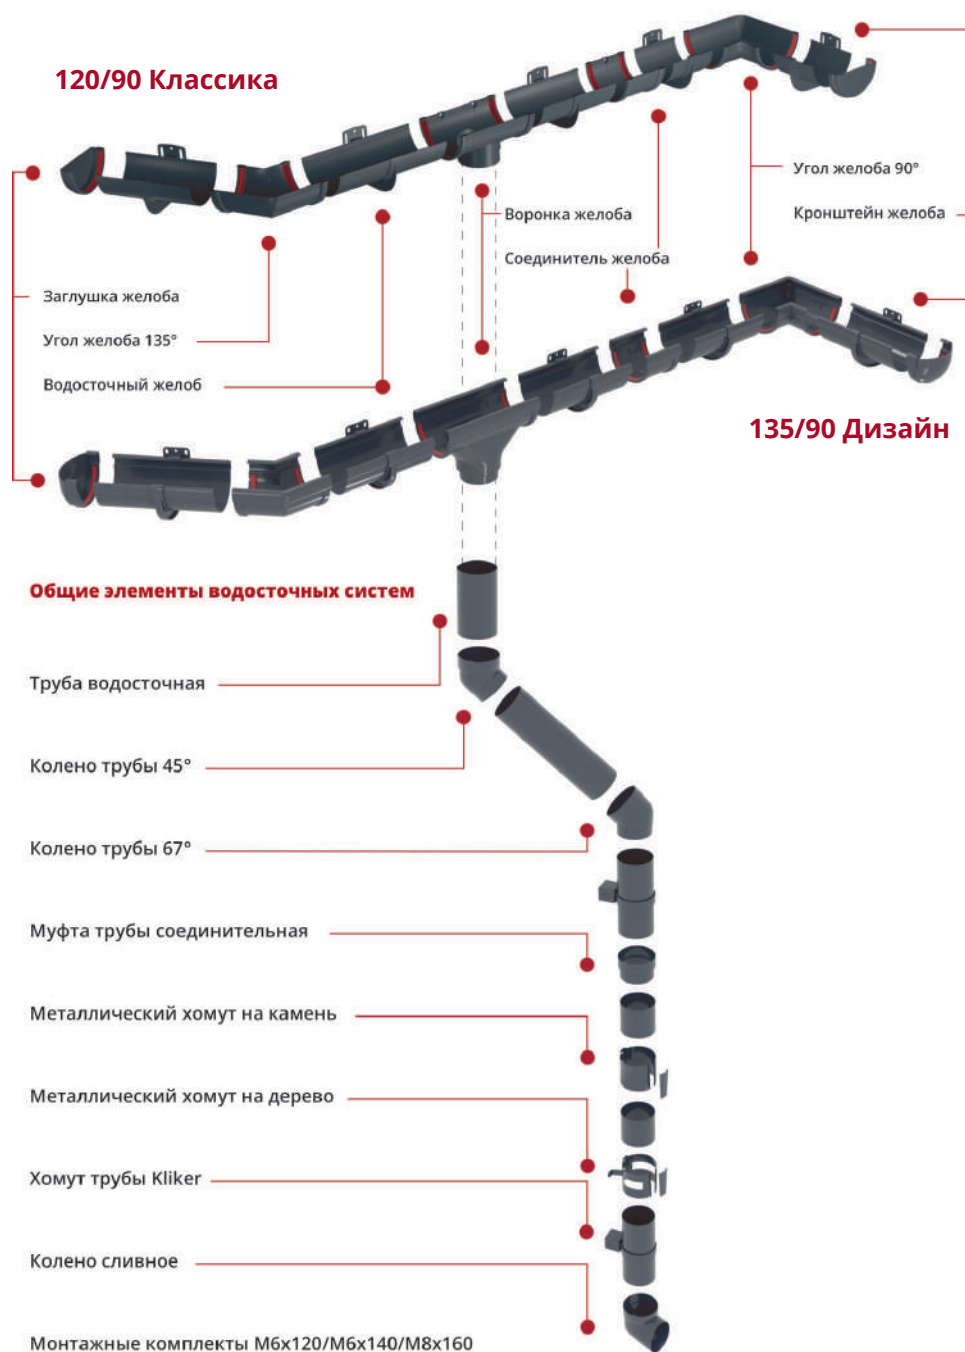 120/90 Классика
Угол желоба 90°
Кронштейн желоба
Воронка желоба
Соединитель желоба
Заглушка желоба
Угол желоба 135°
Водосточный желоб
135/90 Дизайн
Общие элементы водосточных систем
Труба водосточная
Колено трубы 45°
Колено трубы 67°
Муфта трубы соединительная
Металлический хомут на камень
Металлический хомут на дерево
Хомут трубы Kliker
Колено сливное
Монтажные комплекты М6х120/М6х140/М8х160